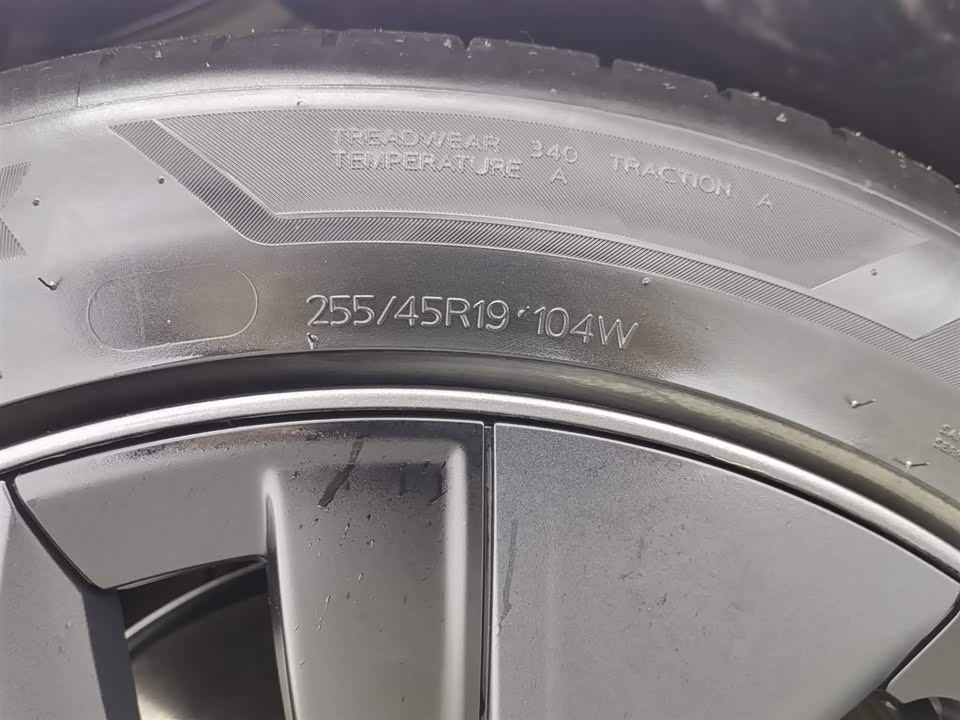 TREADWEAR 340 TRACTION A
TEMPERATURE A
255/45R19 104W